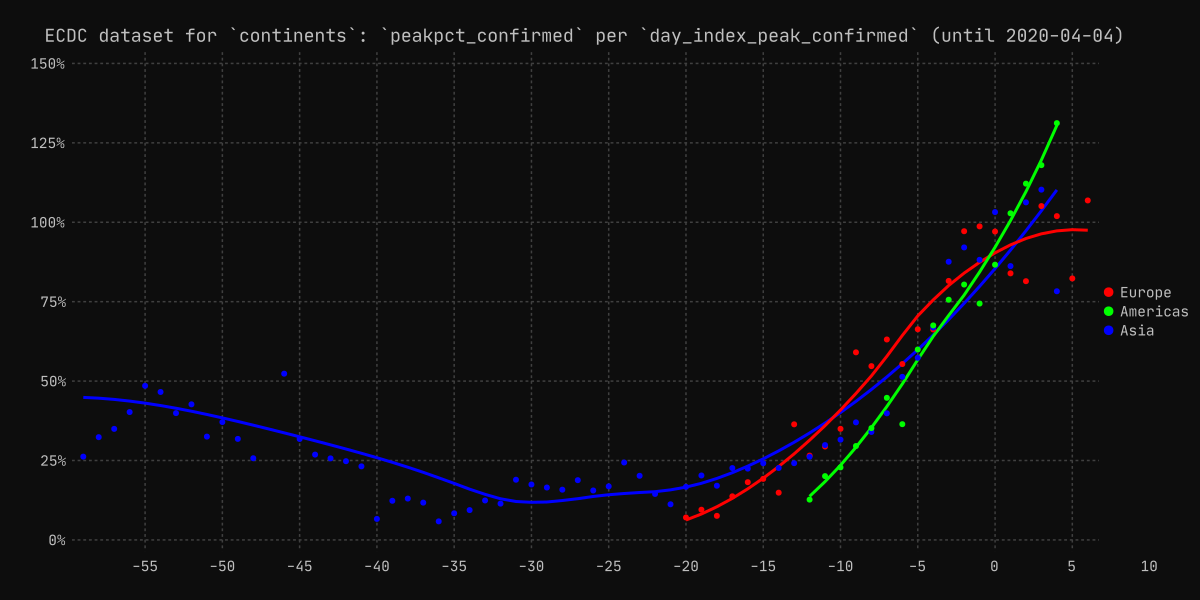 ECDC dataset for `continents`: `peakpct_confirmed` per `day_index_peak_confirmed` (until 2020-04-04)
150%
125%
100%
75%
50%
25%
0%
-55 -50 -45 -40 -35 -30 -25 -20 -15 -10 -5 0 5 10
Europe
Americas
Asia